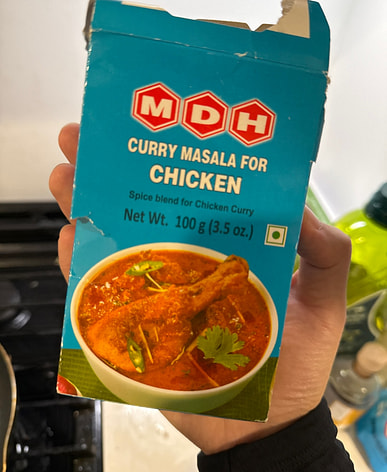 MDH
CURRY MASALA FOR
CHICKEN
Spice blend for Chicken Curry
Net Wt. 100 g (3.5 oz.)